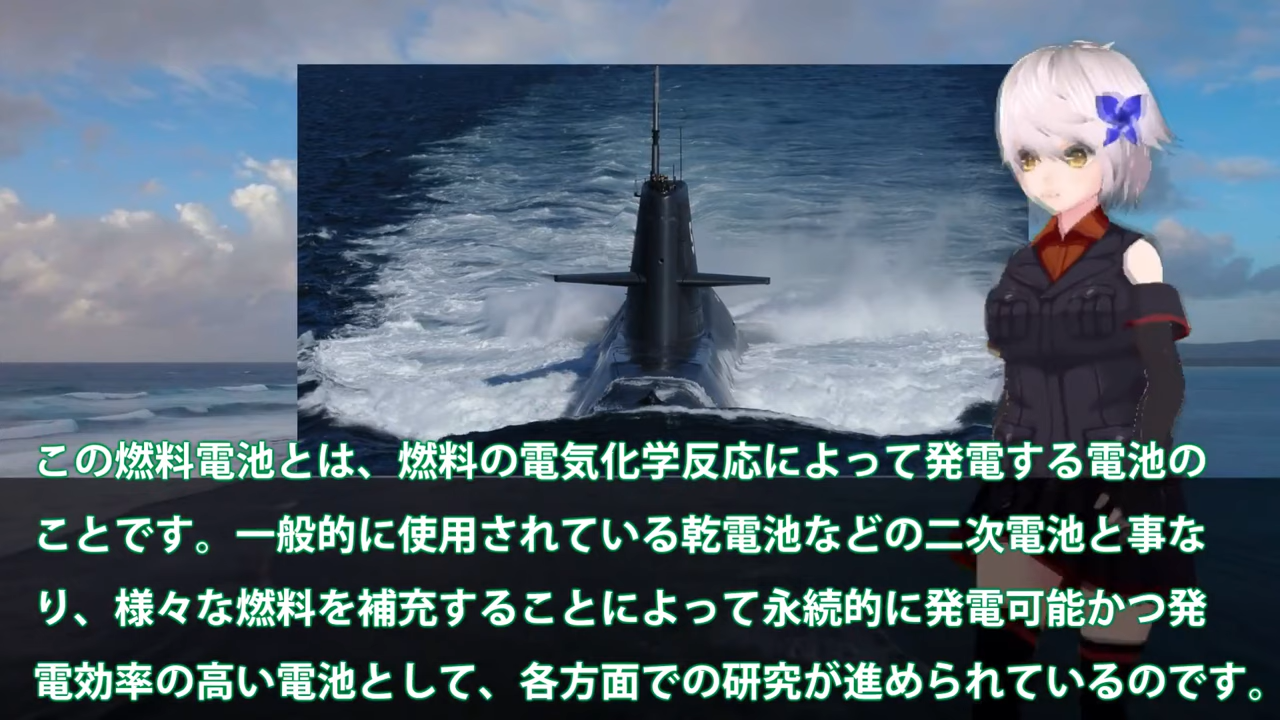 この燃料電池とは、燃料の電気化学反応によって発電する電池の
ことです。一般的に使用されている乾電池などの二次電池と事な
り、様々な燃料を補充することによって永続的に発電可能かつ発
電効率の高い電池として、各方面での研究が進められているのです。